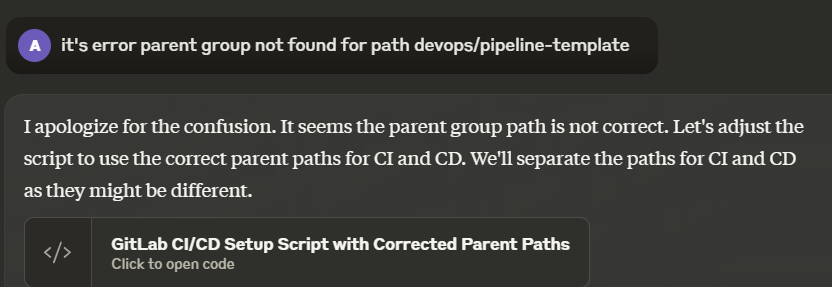 A it's error parent group not found for path devops/pipeline-template
I apologize for the confusion. It seems the parent group path is not correct. Let's adjust the
script to use the correct parent paths for CI and CD. We'll separate the paths for CI and CD
as they might be different.
</> GitLab CI/CD Setup Script with Corrected Parent Paths
Click to open code